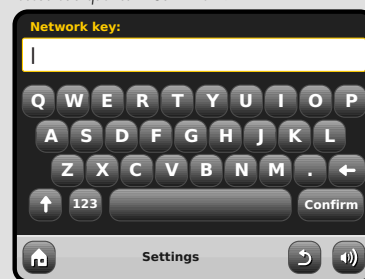 Network key:
Q W E R T Y U I O P
A S D F G H J K L
Z X C V B N M .
123 Confirm
Settings